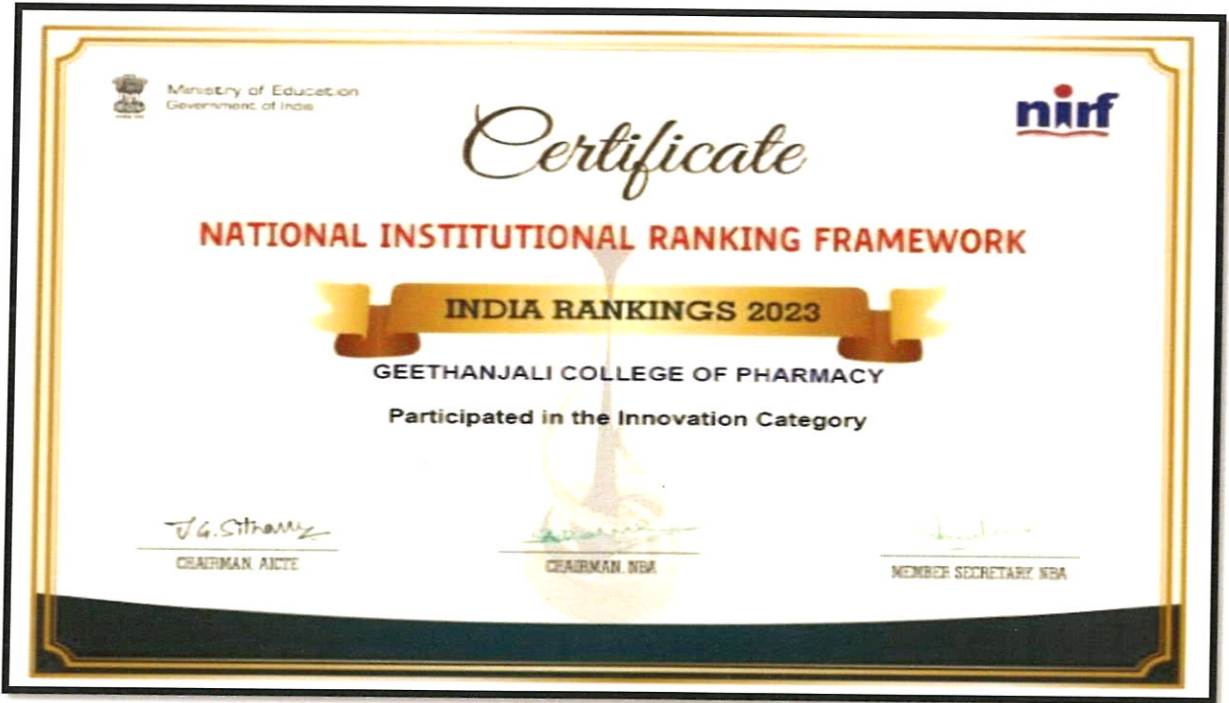 Ministry of Education
Government of India
nirf
Certificate
NATIONAL INSTITUTIONAL RANKING FRAMEWORK
INDIA RANKINGS 2023
GEETHANJALI COLLEGE OF PHARMACY
Participated in the Innovation Category
CHAIRMAN, AICTE
CHAIRMAN, NBA
MEMBER SECRETARY, NBA